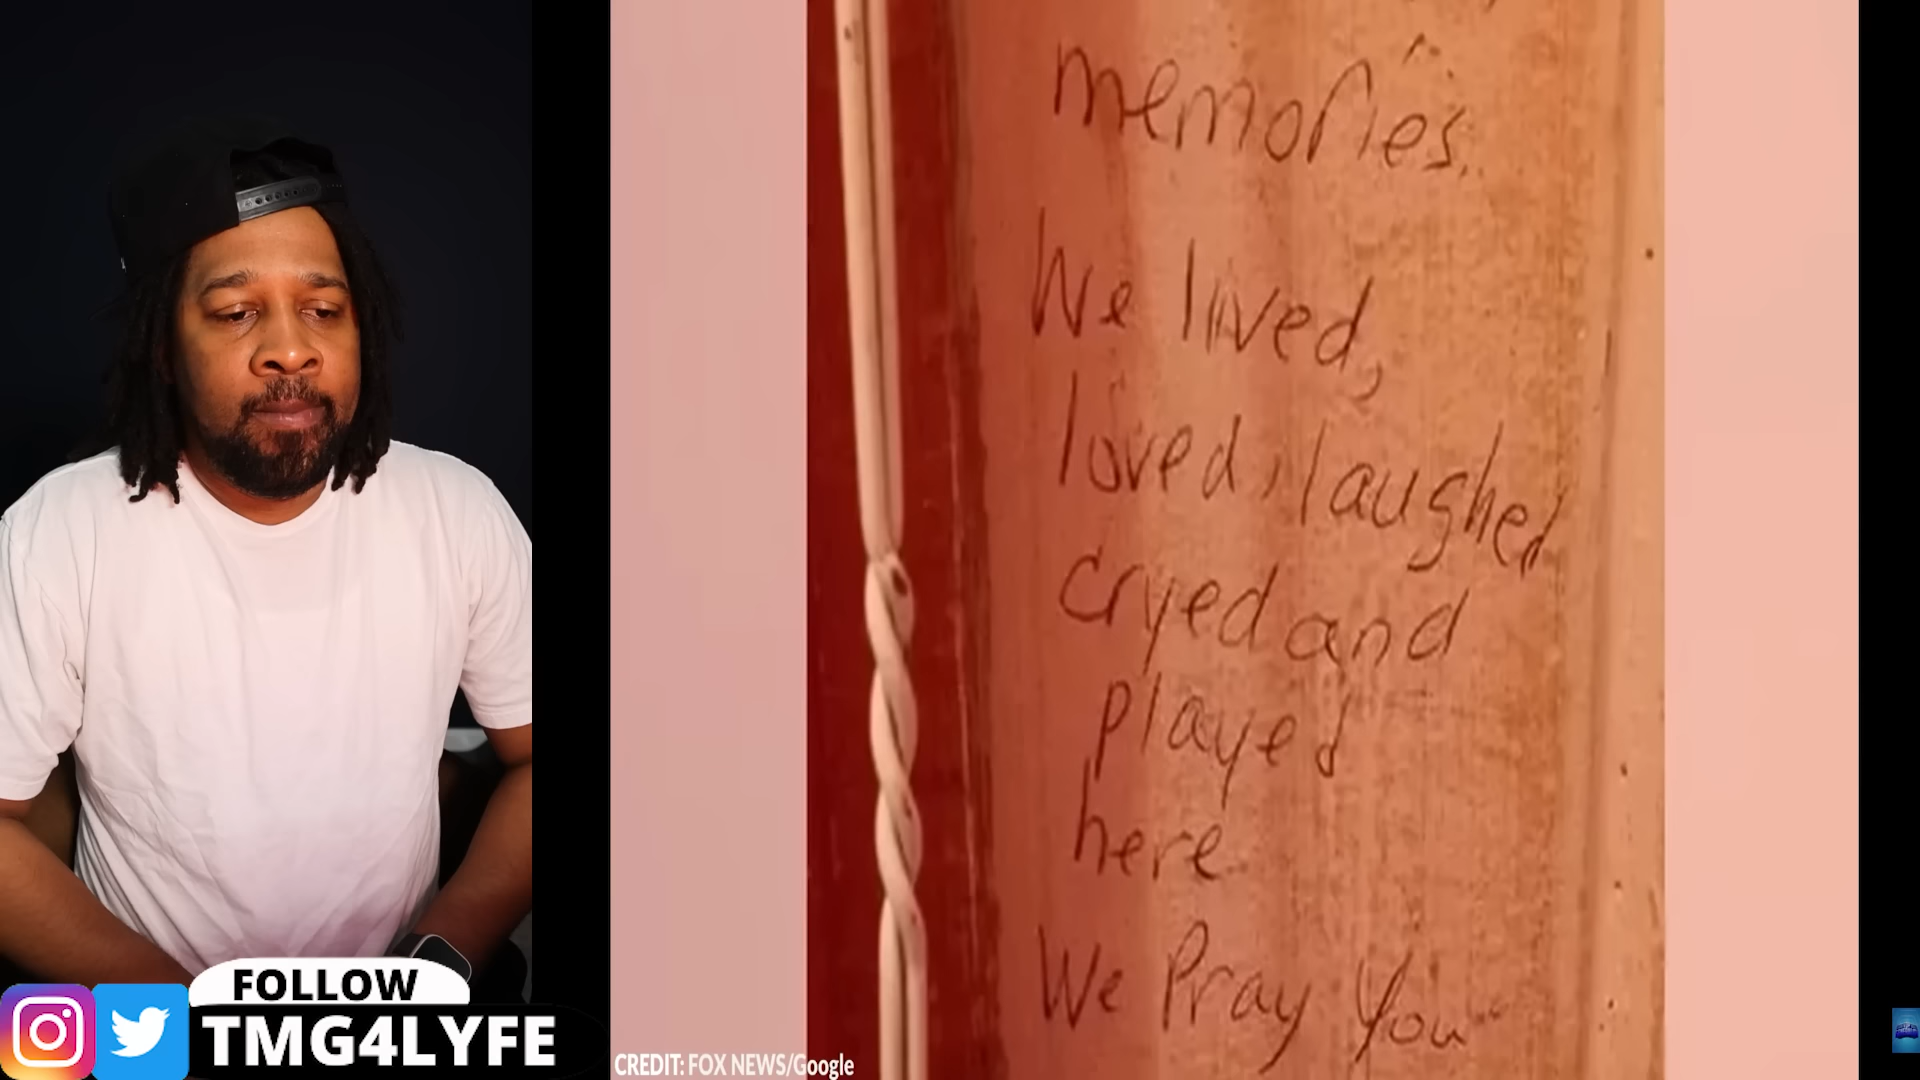 memories.
We lived,
loved, laughed
cryed and
played
here
We Pray You
FOLLOW
TMG4LYFE
CREDIT: FOX NEWS/Google